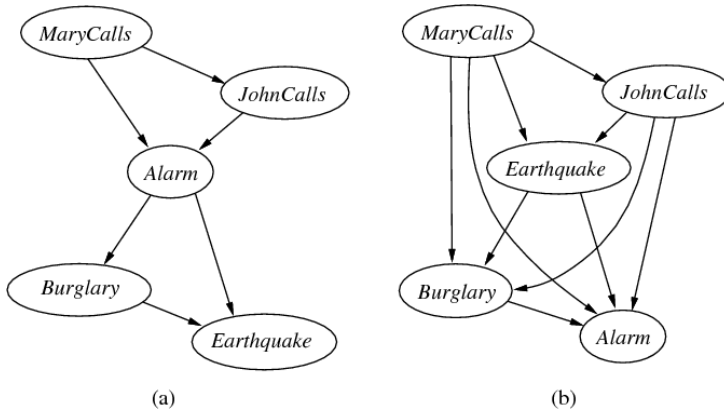 MaryCalls
JohnCalls
Alarm
Burglary
Earthquake
(a)
MaryCalls
JohnCalls
Earthquake
Burglary
Alarm
(b)